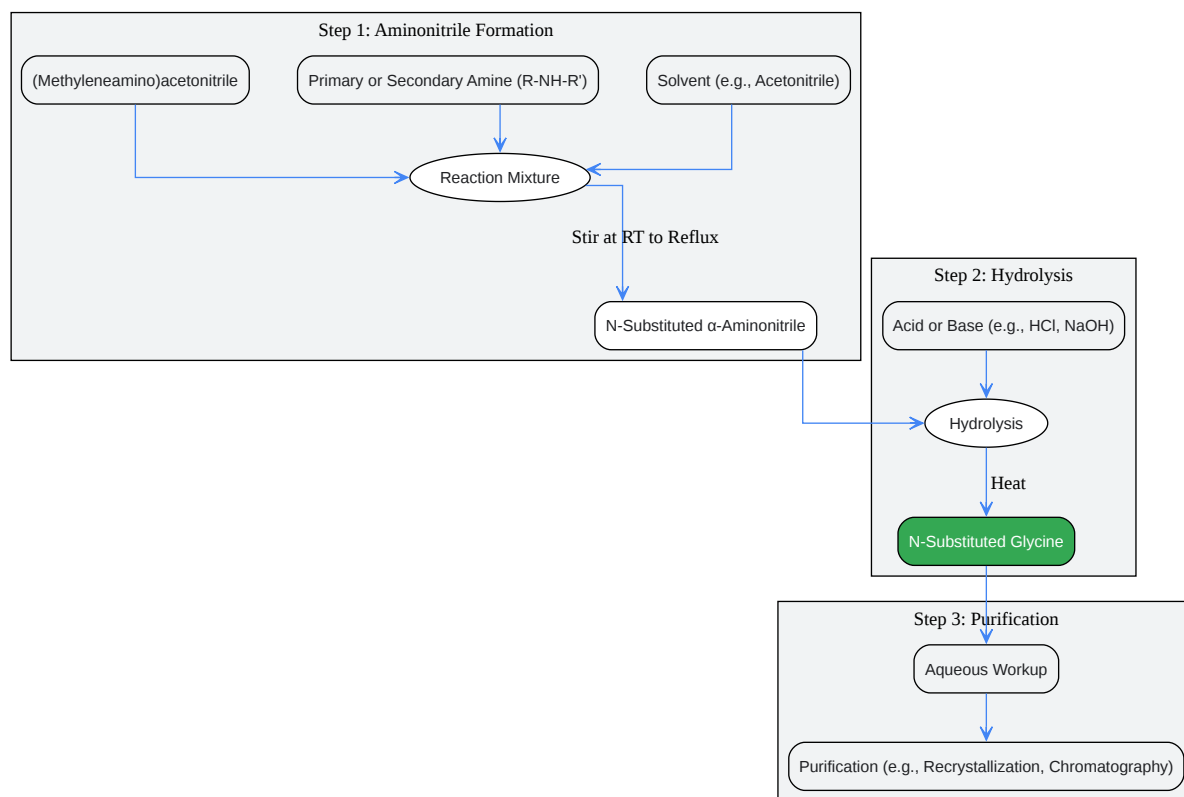 Step 1: Aminonitrile Formation
(Methyleneamino)acetonitrile
Primary or Secondary Amine (R-NH-R')
Solvent (e.g., Acetonitrile)
Reaction Mixture
Stir at RT to Reflux
N-Substituted α-Aminonitrile
Step 2: Hydrolysis
Acid or Base (e.g., HCl, NaOH)
Hydrolysis
Heat
N-Substituted Glycine
Step 3: Purification
Aqueous Workup
Purification (e.g., Recrystallization, Chromatography)